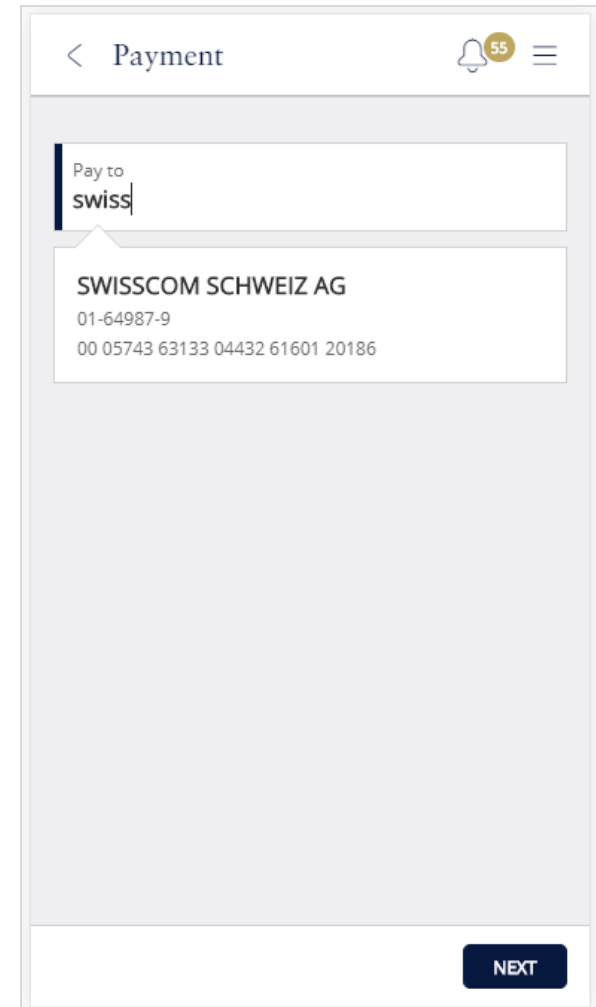 Payment
55
Pay to
swiss
SWISSCOM SCHWEIZ AG
01-64987-9
00 05743 63133 04432 61601 20186
NEXT